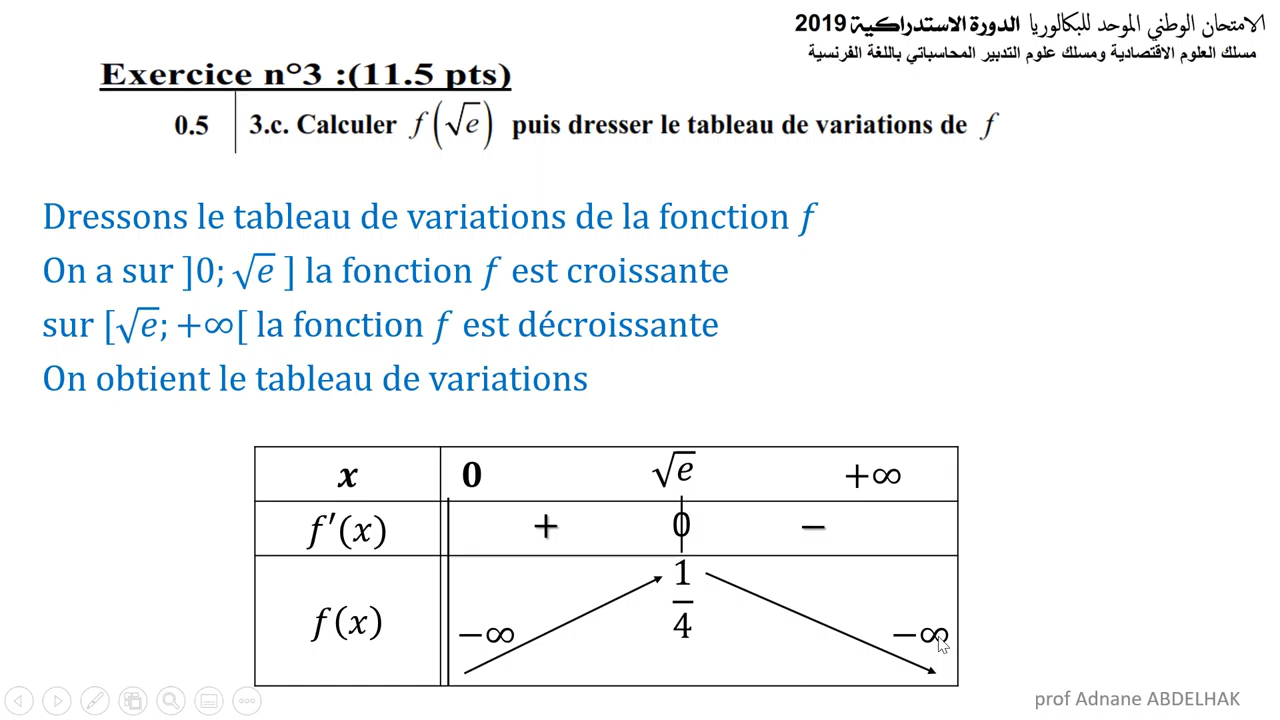 الامتحان الوطني الموحد للبكالوريا الدورة الاستدراكية 2019
مسلك العلوم الاقتصادية ومسلك علوم التدبير المحاسباتي باللغة الفرنسية
Exercice n°3 :(11.5 pts)
0.5 3.c. Calculer f(√e) puis dresser le tableau de variations de f
Dressons le tableau de variations de la fonction f
On a sur ]0; √e ] la fonction f est croissante
sur [√e; +∞[ la fonction f est décroissante
On obtient le tableau de variations
x 0 √e +∞
f′(x) + 0 −
f(x) −∞ 1/4 −∞
prof Adnane ABDELHAK